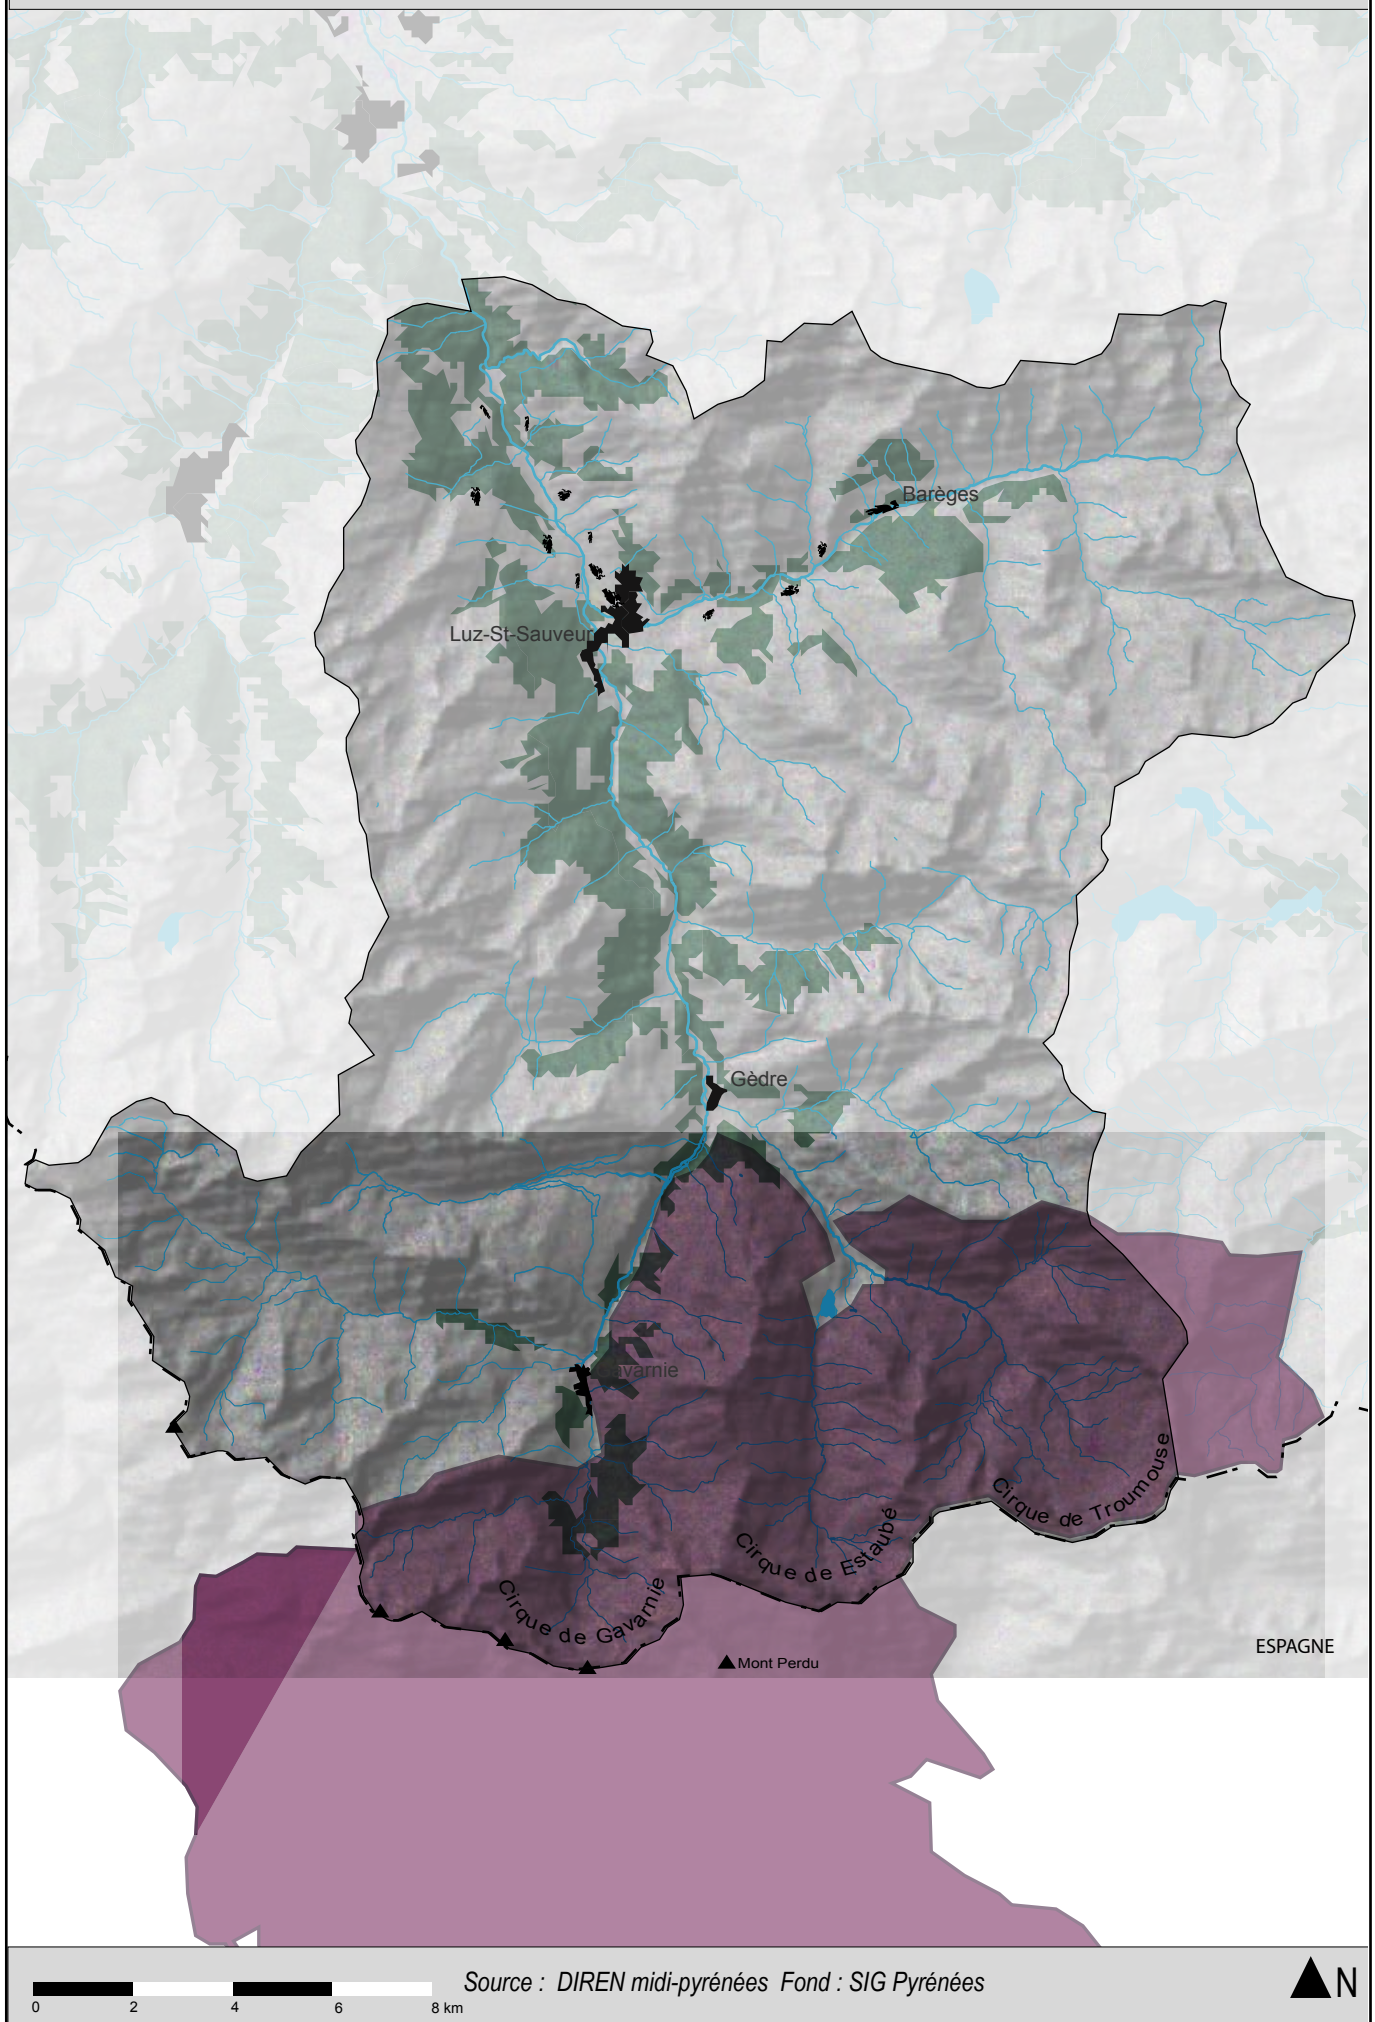 Barèges
Luz-St-Sauveur
Gèdre
Gavarnie
Cirque de Troumouse
Cirque de Estaubé
Cirque de Gavarnie
ESPAGNE
Mont Perdu
Source : DIREN midi-pyrénées Fond : SIG Pyrénées
N
0 2 4 6 8 km